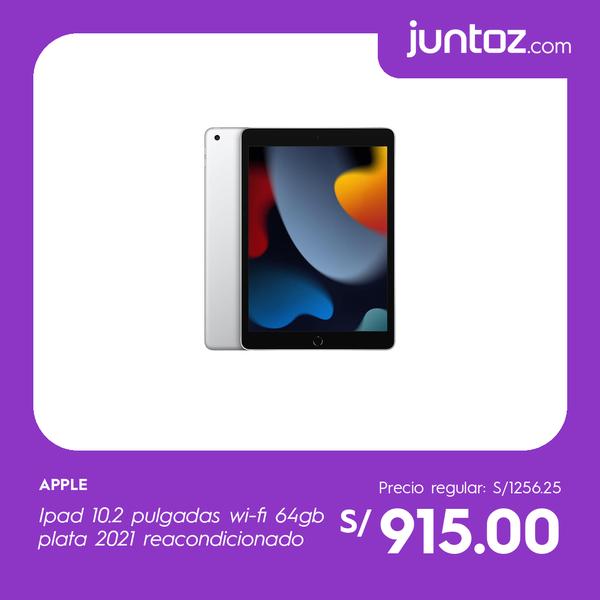 juntoz.com
APPLE
Ipad 10.2 pulgadas wi-fi 64gb
plata 2021 reacondicionado
Precio regular: S/1256.25
S/ 915.00